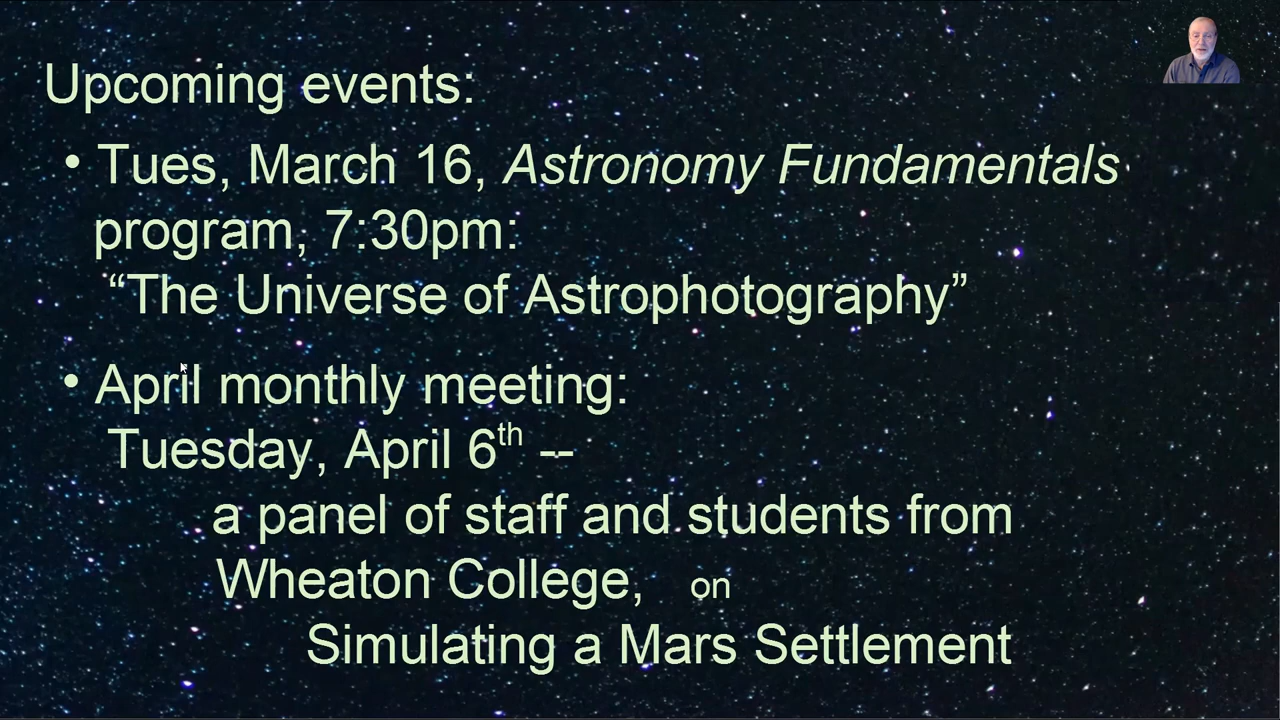 Upcoming events:
• Tues, March 16, Astronomy Fundamentals
program, 7:30pm:
“The Universe of Astrophotography”
• April monthly meeting:
Tuesday, April 6th --
a panel of staff and students from
Wheaton College, on
Simulating a Mars Settlement